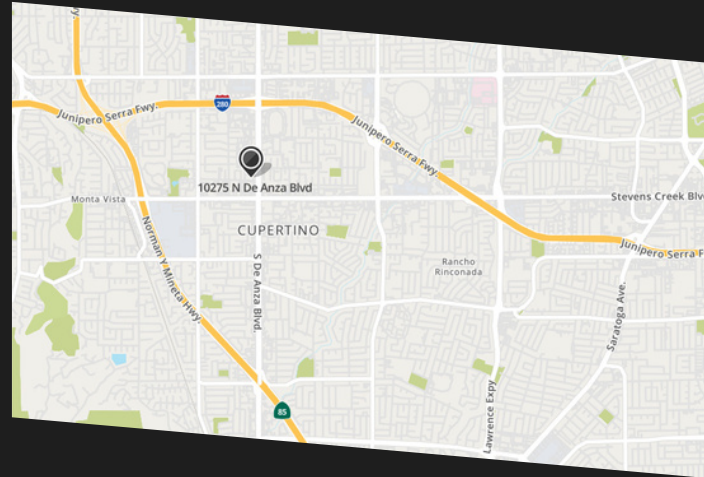 Junipero Serra Fwy.
280
Junipero Serra Fwy.
10275 N De Anza Blvd
Monta Vista
Stevens Creek Blv
Norman Y Mineta Hwy.
CUPERTINO
Junipero Serra F
Rancho
Rinconada
S De Anza Blvd.
Saratoga Ave.
Lawrence Expy
85